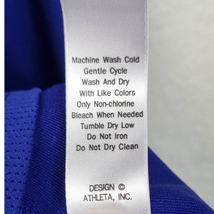 Machine Wash Cold
Gentle Cycle
Wash And Dry
With Like Colors
Only Non-chlorine
Bleach When Needed
Tumble Dry Low
Do Not Iron
Do Not Dry Clean
DESIGN ©
ATHLETA, INC.